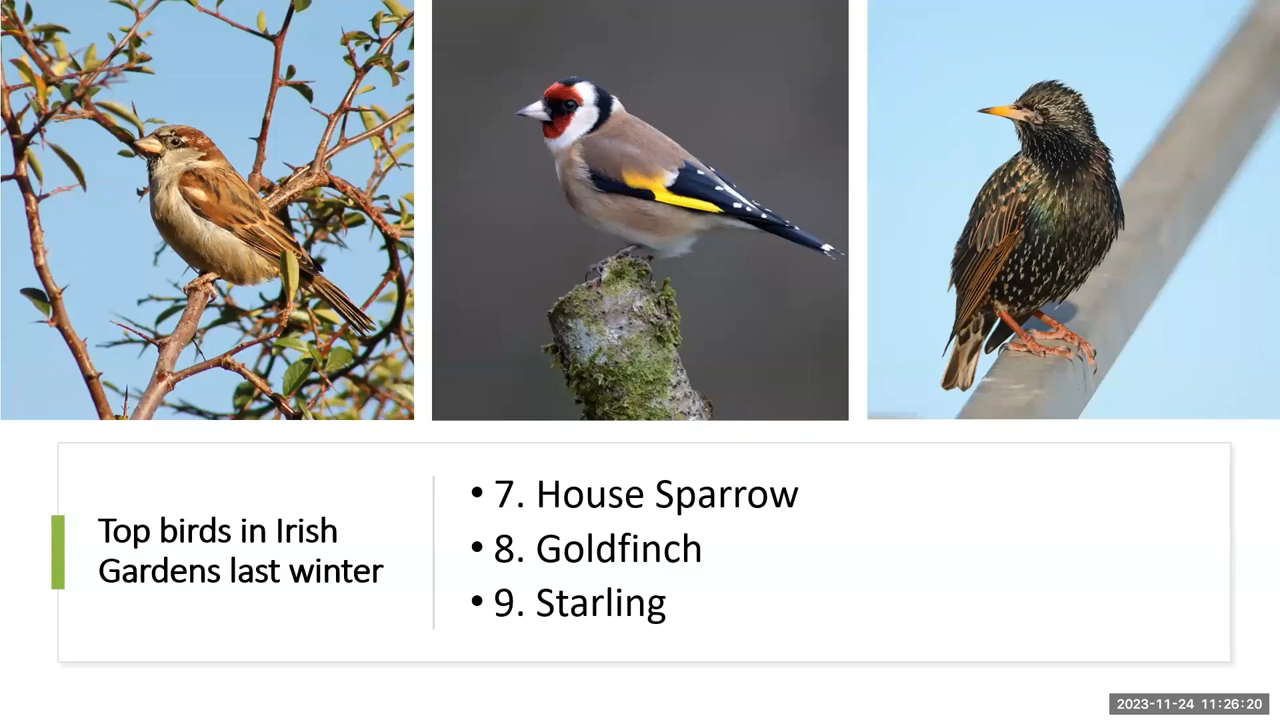 Top birds in Irish
Gardens last winter
• 7. House Sparrow
• 8. Goldfinch
• 9. Starling
2023-11-24 11:26:20